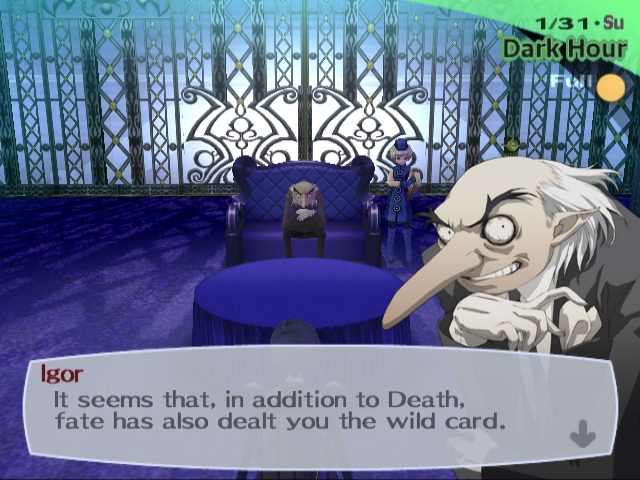 1/31·Su
Dark Hour
Full
Igor
It seems that, in addition to Death,
fate has also dealt you the wild card.